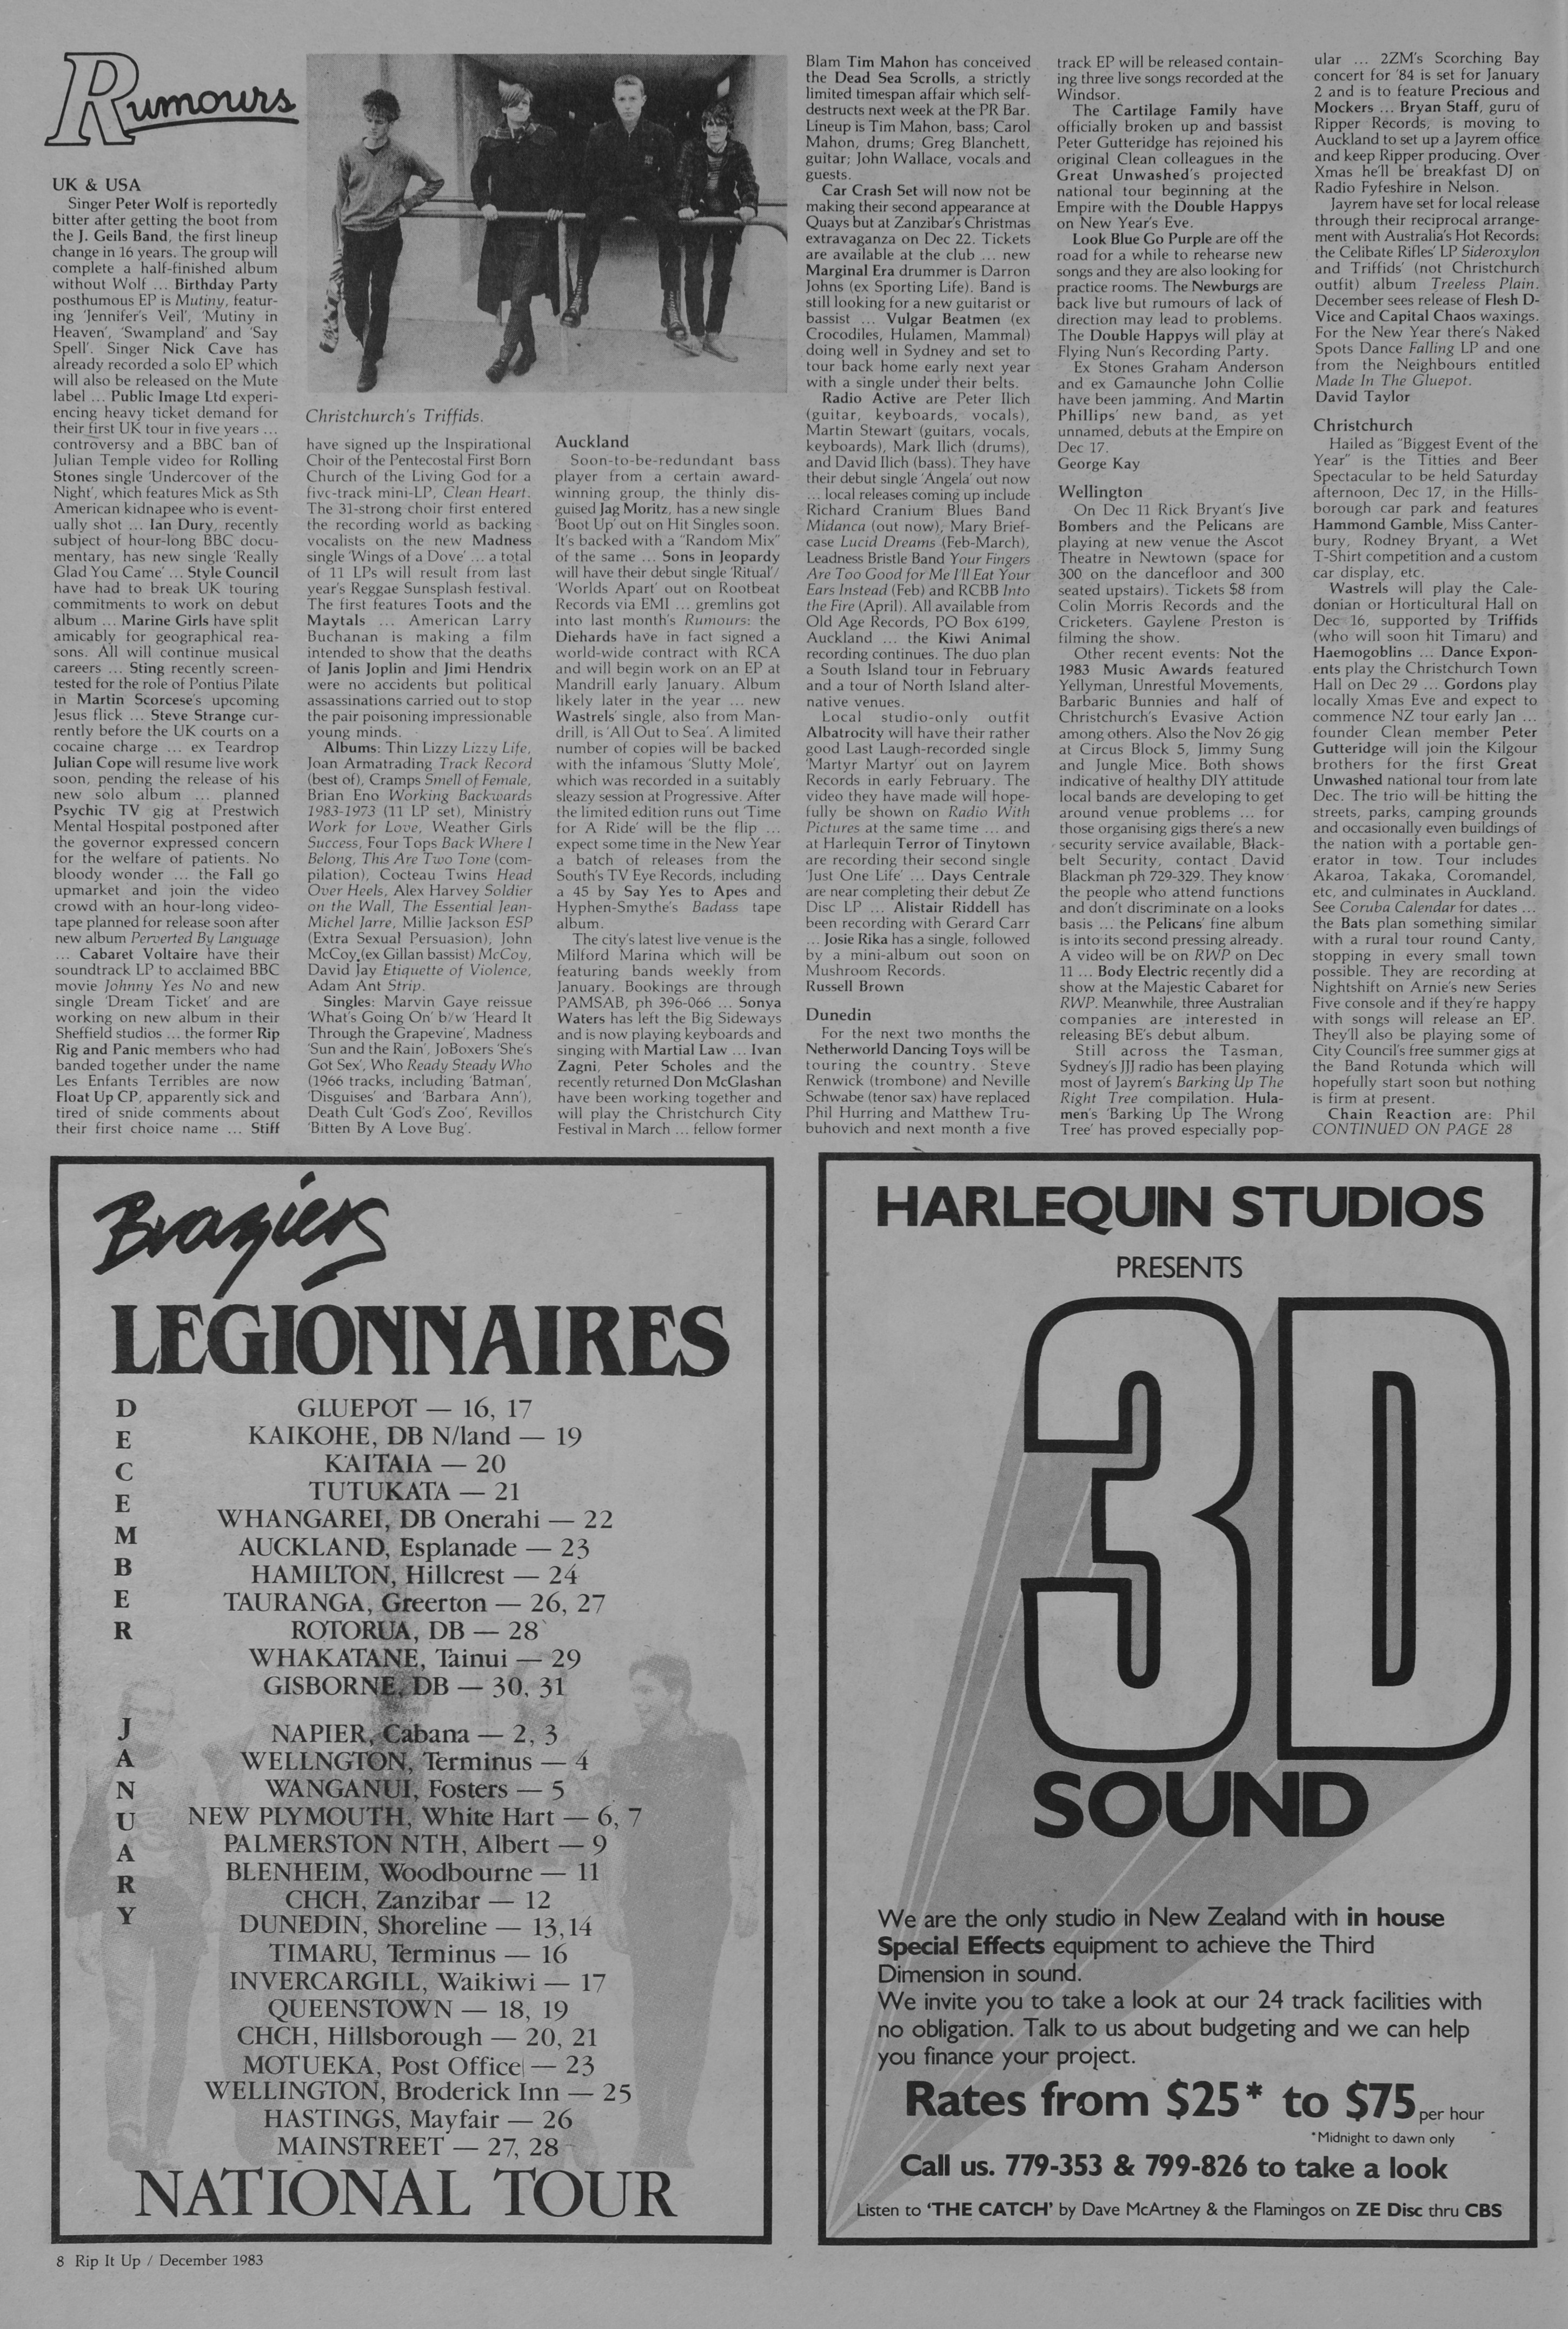 Rumours
UK & USA
Singer Peter Wolf is reportedly
bitter after getting the boot from
the J. Geils Band, the first lineup
change in 16 years. The group will
complete a half-finished album
without Wolf ... Birthday Party
posthumous EP is Mutiny, featur-
ing 'Jennifer's Veil', 'Mutiny in
Heaven', 'Swampland' and 'Say
Spell'. Singer Nick Cave has
already recorded a solo EP which
will also be released on the Mute
label ... Public Image Ltd experi-
encing heavy ticket demand for
their first UK tour in five years ...
controversy and a BBC ban of
Julian Temple video for Rolling
Stones single 'Undercover of the
Night', which features Mick as Sth
American kidnapee who is event-
ually shot ... Ian Dury, recently
subject of hour-long BBC docu-
mentary, has new single 'Really
Glad You Came' ... Style Council
have had to break UK touring
commitments to work on debut
album ... Marine Girls have split
amicably for geographical rea-
sons. All will continue musical
careers ... Sting recently screen-
tested for the role of Pontius Pilate
in Martin Scorcese's upcoming
Jesus flick ... Steve Strange cur-
rently before the UK courts on a
cocaine charge ... ex Teardrop
Julian Cope will resume live work
soon, pending the release of his
new solo album ... planned
Psychic TV gig at Prestwich
Mental Hospital postponed after
the governor expressed concern
for the welfare of patients. No
bloody wonder ... the Fall go
upmarket and join the video
crowd with an hour-long video-
tape planned for release soon after
new album Perverted By Language
... Cabaret Voltaire have their
soundtrack LP to acclaimed BBC
movie Johnny Yes No and new
single 'Dream Ticket' and are
working on new album in their
Sheffield studios ... the former Rip
Rig and Panic members who had
banded together under the name
Les Enfants Terribles are now
Float Up CP, apparently sick and
tired of snide comments about
their first choice name ... Stiff
Christchurch's Triffids.
have signed up the Inspirational
Choir of the Pentecostal First Born
Church of the Living God for a
five-track mini-LP, Clean Heart.
The 31-strong choir first entered
the recording world as backing
vocalists on the new Madness
single 'Wings of a Dove' ... a total
of 11 LPs will result from last
year's Reggae Sunsplash festival.
The first features Toots and the
Maytals ... American Larry
Buchanan is making a film
intended to show that the deaths
of Janis Joplin and Jimi Hendrix
were no accidents but political
assassinations carried out to stop
the pair poisoning impressionable
young minds.
Albums: Thin Lizzy Lizzy Life,
Joan Armatrading Track Record
(best of), Cramps Smell of Female,
Brian Eno Working Backwards
1983-1973 (11 LP set), Ministry
Work for Love, Weather Girls
Success, Four Tops Back Where I
Belong, This Are Two Tone (com-
pilation), Cocteau Twins Head
Over Heels, Alex Harvey Soldier
on the Wall, The Essential Jean-
Michel Jarre, Millie Jackson ESP
(Extra Sexual Persuasion), John
McCoy (ex Gillan bassist) McCoy,
David Jay Etiquette of Violence,
Adam Ant Strip.
Singles: Marvin Gaye reissue
'What's Going On' b/w 'Heard It
Through the Grapevine', Madness
'Sun and the Rain', JoBoxers 'She's
Got Sex', Who Ready Steady Who
(1966 tracks, including 'Batman',
'Disguises' and 'Barbara Ann'),
Death Cult 'God's Zoo', Revillos
'Bitten By A Love Bug'.
Auckland
Soon-to-be-redundant bass
player from a certain award-
winning group, the thinly dis-
guised Jag Moritz, has a new single
'Boot Up' out on Hit Singles soon.
It's backed with a "Random Mix"
of the same ... Sons in Jeopardy
will have their debut single 'Ritual'/
'Worlds Apart' out on Rootbeat
Records via EMI ... gremlins got
into last month's Rumours: the
Diehards have in fact signed a
world-wide contract with RCA
and will begin work on an EP at
Mandrill early January. Album
likely later in the year ... new
Wastrels' single, also from Man-
drill, is 'All Out to Sea'. A limited
number of copies will be backed
with the infamous 'Slutty Mole',
which was recorded in a suitably
sleazy session at Progressive. After
the limited edition runs out 'Time
for A Ride' will be the flip ...
expect some time in the New Year
a batch of releases from the
South's TV Eye Records, including
a 45 by Say Yes to Apes and
Hyphen-Smythe's Badass tape
album.
The city's latest live venue is the
Milford Marina which will be
featuring bands weekly from
January. Bookings are through
PAMSAB, ph 396-066 ... Sonya
Waters has left the Big Sideways
and is now playing keyboards and
singing with Martial Law ... Ivan
Zagni, Peter Scholes and the
recently returned Don McGlashan
have been working together and
will play the Christchurch City
Festival in March ... fellow former
Blam Tim Mahon has conceived
the Dead Sea Scrolls, a strictly
limited timespan affair which self-
destructs next week at the PR Bar.
Lineup is Tim Mahon, bass; Carol
Mahon, drums; Greg Blanchett,
guitar; John Wallace, vocals and
guests.
Car Crash Set will now not be
making their second appearance at
Quays but at Zanzibar's Christmas
extravaganza on Dec 22. Tickets
are available at the club ... new
Marginal Era drummer is Darron
Johns (ex Sporting Life). Band is
still looking for a new guitarist or
bassist ... Vulgar Beatmen (ex
Crocodiles, Hulamen, Mammal)
doing well in Sydney and set to
tour back home early next year
with a single under their belts.
Radio Active are Peter Ilich
(guitar, keyboards, vocals),
Martin Stewart (guitars, vocals,
keyboards), Mark Ilich (drums),
and David Ilich (bass). They have
their debut single 'Angela' out now
... local releases coming up include
Richard Cranium Blues Band
Midanca (out now), Mary Brief-
case Lucid Dreams (Feb-March),
Leadness Bristle Band Your Fingers
Are Too Good for Me I'll Eat Your
Ears Instead (Feb) and RCBB Into
the Fire (April). All available from
Old Age Records, PO Box 6199,
Auckland ... the Kiwi Animal
recording continues. The duo plan
a South Island tour in February
and a tour of North Island alter-
native venues.
Local studio-only outfit
Albatrocity will have their rather
good Last Laugh-recorded single
'Martyr Martyr' out on Jayrem
Records in early February. The
video they have made will hope-
fully be shown on Radio With
Pictures at the same time ... and
at Harlequin Terror of Tinytown
are recording their second single
'Just One Life' ... Days Centrale
are near completing their debut Ze
Disc LP ... Alistair Riddell has
been recording with Gerard Carr
... Josie Rika has a single, followed
by a mini-album out soon on
Mushroom Records.
Russell Brown
Dunedin
For the next two months the
Netherworld Dancing Toys will be
touring the country. Steve
Renwick (trombone) and Neville
Schwabe (tenor sax) have replaced
Phil Hurring and Matthew Tru-
buhovich and next month a five
track EP will be released contain-
ing three live songs recorded at the
Windsor.
The Cartilage Family have
officially broken up and bassist
Peter Gutteridge has rejoined his
original Clean colleagues in the
Great Unwashed's projected
national tour beginning at the
Empire with the Double Happys
on New Year's Eve.
Look Blue Go Purple are off the
road for a while to rehearse new
songs and they are also looking for
practice rooms. The Newburgs are
back live but rumours of lack of
direction may lead to problems.
The Double Happys will play at
Flying Nun's Recording Party.
Ex Stones Graham Anderson
and ex Gamaunche John Collie
have been jamming. And Martin
Phillips' new band, as yet
unnamed, debuts at the Empire on
Dec 17.
George Kay
Wellington
On Dec 11 Rick Bryant's Jive
Bombers and the Pelicans are
playing at new venue the Ascot
Theatre in Newtown (space for
300 on the dancefloor and 300
seated upstairs). Tickets $8 from
Colin Morris Records and the
Cricketers. Gaylene Preston is
filming the show.
Other recent events: Not the
1983 Music Awards featured
Yellyman, Unrestful Movements,
Barbaric Bunnies and half of
Christchurch's Evasive Action
among others. Also the Nov 26 gig
at Circus Block 5, Jimmy Sung
and Jungle Mice. Both shows
indicative of healthy DIY attitude
local bands are developing to get
around venue problems ... for
those organising gigs there's a new
security service available, Black-
belt Security, contact David
Blackman ph 729-329. They know
the people who attend functions
and don't discriminate on a looks
basis ... the Pelicans' fine album
is into its second pressing already.
A video will be on RWP on Dec
11 ... Body Electric recently did a
show at the Majestic Cabaret for
RWP. Meanwhile, three Australian
companies are interested in
releasing BE's debut album.
Still across the Tasman,
Sydney's JJJ radio has been playing
most of Jayrem's Barking Up The
Right Tree compilation. Hula-
men's 'Barking Up The Wrong
Tree' has proved especially pop-
ular ... 2ZM's Scorching Bay
concert for '84 is set for January
2 and is to feature Precious and
Mockers ... Bryan Staff, guru of
Ripper Records, is moving to
Auckland to set up a Jayrem office
and keep Ripper producing. Over
Xmas he'll be breakfast DJ on
Radio Fyfeshire in Nelson.
Jayrem have set for local release
through their reciprocal arrange-
ment with Australia's Hot Records:
the Celibate Rifles' LP Sideroxylon
and Triffids' (not Christchurch
outfit) album Treeless Plain.
December sees release of Flesh D-
Vice and Capital Chaos waxings.
For the New Year there's Naked
Spots Dance Falling LP and one
from the Neighbours entitled
Made In The Gluepot.
David Taylor
Christchurch
Hailed as "Biggest Event of the
Year" is the Titties and Beer
Spectacular to be held Saturday
afternoon, Dec 17, in the Hills-
borough car park and features
Hammond Gamble, Miss Canter-
bury, Rodney Bryant, a Wet
T-Shirt competition and a custom
car display, etc.
Wastrels will play the Cale-
donian or Horticultural Hall on
Dec 16, supported by Triffids
(who will soon hit Timaru) and
Haemogoblins ... Dance Expon-
ents play the Christchurch Town
Hall on Dec 29 ... Gordons play
locally Xmas Eve and expect to
commence NZ tour early Jan ...
founder Clean member Peter
Gutteridge will join the Kilgour
brothers for the first Great
Unwashed national tour from late
Dec. The trio will be hitting the
streets, parks, camping grounds
and occasionally even buildings of
the nation with a portable gen-
erator in tow. Tour includes
Akaroa, Takaka, Coromandel,
etc, and culminates in Auckland.
See Coruba Calendar for dates ...
the Bats plan something similar
with a rural tour round Canty,
stopping in every small town
possible. They are recording at
Nightshift on Arnie's new Series
Five console and if they're happy
with songs will release an EP.
They'll also be playing some of
City Council's free summer gigs at
the Band Rotunda which will
hopefully start soon but nothing
is firm at present.
Chain Reaction are: Phil
CONTINUED ON PAGE 28
Braziers
LEGIONNAIRES
DECEMBER
GLUEPOT — 16, 17
KAIKOHE, DB N/land — 19
KAITAIA — 20
TUTUKATA — 21
WHANGAREI, DB Onerahi — 22
AUCKLAND, Esplanade — 23
HAMILTON, Hillcrest — 24
TAURANGA, Greerton — 26, 27
ROTORUA, DB — 28
WHAKATANE, Tainui — 29
GISBORNE, DB — 30, 31
JANUARY
NAPIER, Cabana — 2, 3
WELLNGTON, Terminus — 4
WANGANUI, Fosters — 5
NEW PLYMOUTH, White Hart — 6, 7
PALMERSTON NTH, Albert — 9
BLENHEIM, Woodbourne — 11
CHCH, Zanzibar — 12
DUNEDIN, Shoreline — 13,14
TIMARU, Terminus — 16
INVERCARGILL, Waikiwi — 17
QUEENSTOWN — 18, 19
CHCH, Hillsborough — 20, 21
MOTUEKA, Post Office — 23
WELLINGTON, Broderick Inn — 25
HASTINGS, Mayfair — 26
MAINSTREET — 27, 28
NATIONAL TOUR
HARLEQUIN STUDIOS
PRESENTS
3D
SOUND
We are the only studio in New Zealand with in house
Special Effects equipment to achieve the Third
Dimension in sound.
We invite you to take a look at our 24 track facilities with
no obligation. Talk to us about budgeting and we can help
you finance your project.
Rates from $25* to $75 per hour
*Midnight to dawn only
Call us. 779-353 & 799-826 to take a look
Listen to 'THE CATCH' by Dave McArtney & the Flamingos on ZE Disc thru CBS
8 Rip It Up / December 1983